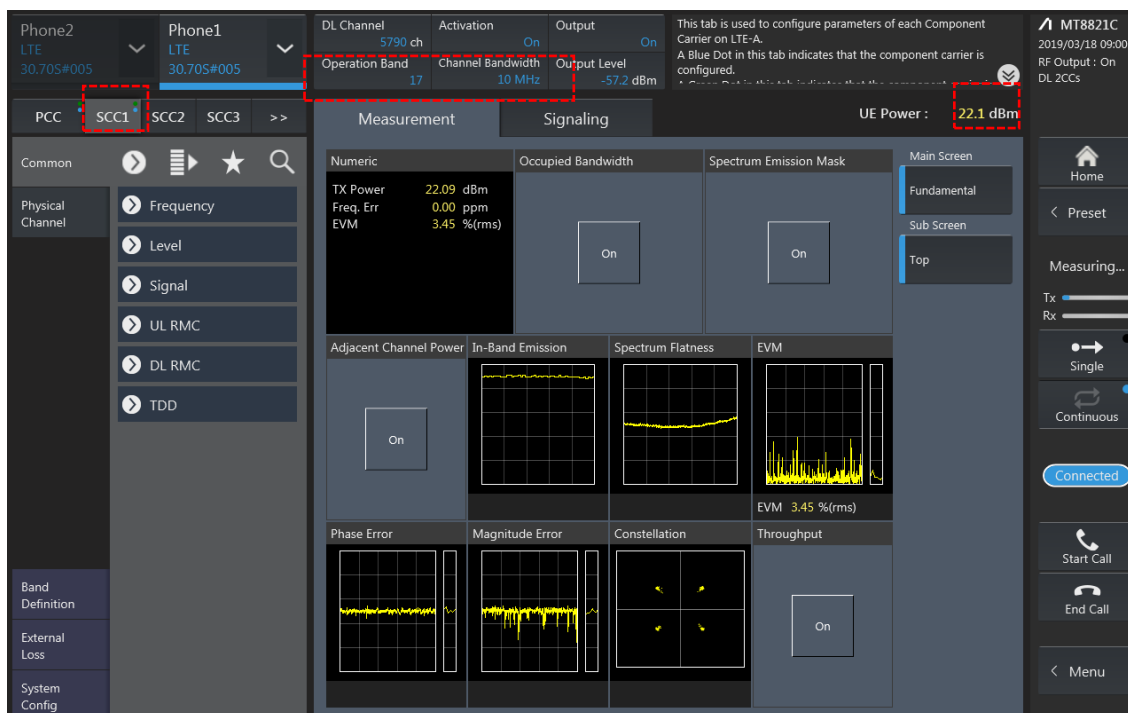 Phone2
LTE
30.70S#005
Phone1
LTE
30.70S#005
DL Channel
5790 ch
Activation
On
Output
On
Operation Band
17
Channel Bandwidth
10 MHz
Output Level
-57.2 dBm
This tab is used to configure parameters of each Component
Carrier on LTE-A.
A Blue Dot in this tab indicates that the component carrier is
configured.
MT8821C
2019/03/18 09:00
RF Output : On
DL 2CCs
PCC
SCC1
SCC2
SCC3
>>
Measurement
Signaling
UE Power :
22.1 dBm
Common
Physical
Channel
Frequency
Level
Signal
UL RMC
DL RMC
TDD
Band
Definition
External
Loss
System
Config
Numeric
TX Power 22.09 dBm
Freq. Err 0.00 ppm
EVM 3.45 %(rms)
Occupied Bandwidth
On
Spectrum Emission Mask
On
Main Screen
Fundamental
Sub Screen
Top
Adjacent Channel Power
On
In-Band Emission
Spectrum Flatness
EVM
EVM 3.45 %(rms)
Phase Error
Magnitude Error
Constellation
Throughput
On
Home
< Preset
Measuring...
Tx
Rx
Single
Continuous
Connected
Start Call
End Call
< Menu